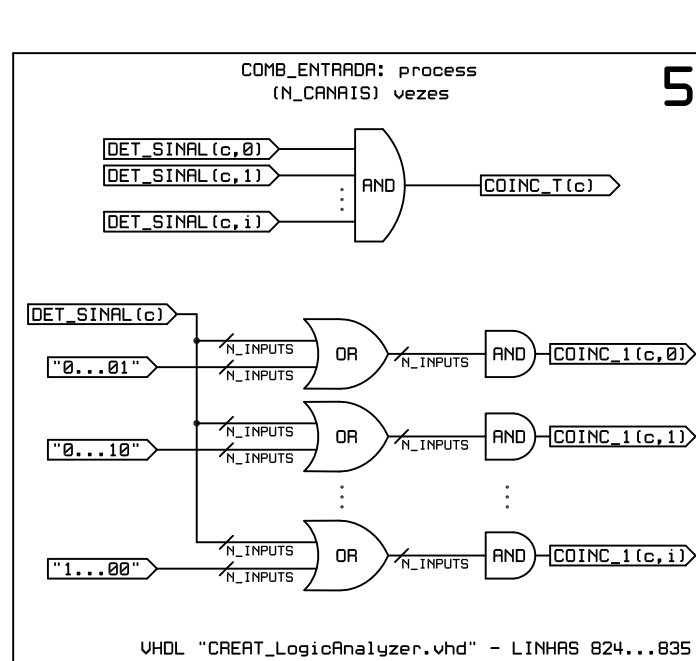 COMB_ENTRADA: process
(N_CANAIS) vezes
5
DET_SINAL(c,0)
DET_SINAL(c,1)
DET_SINAL(c,i)
AND
COINC_T(c)
DET_SINAL(c)
"0...01"
N_INPUTS
N_INPUTS
OR
N_INPUTS
AND
COINC_1(c,0)
"0...10"
N_INPUTS
N_INPUTS
OR
N_INPUTS
AND
COINC_1(c,1)
"1...00"
N_INPUTS
N_INPUTS
OR
N_INPUTS
AND
COINC_1(c,i)
VHDL "CREAT_LogicAnalyzer.vhd" - LINHAS 824...835